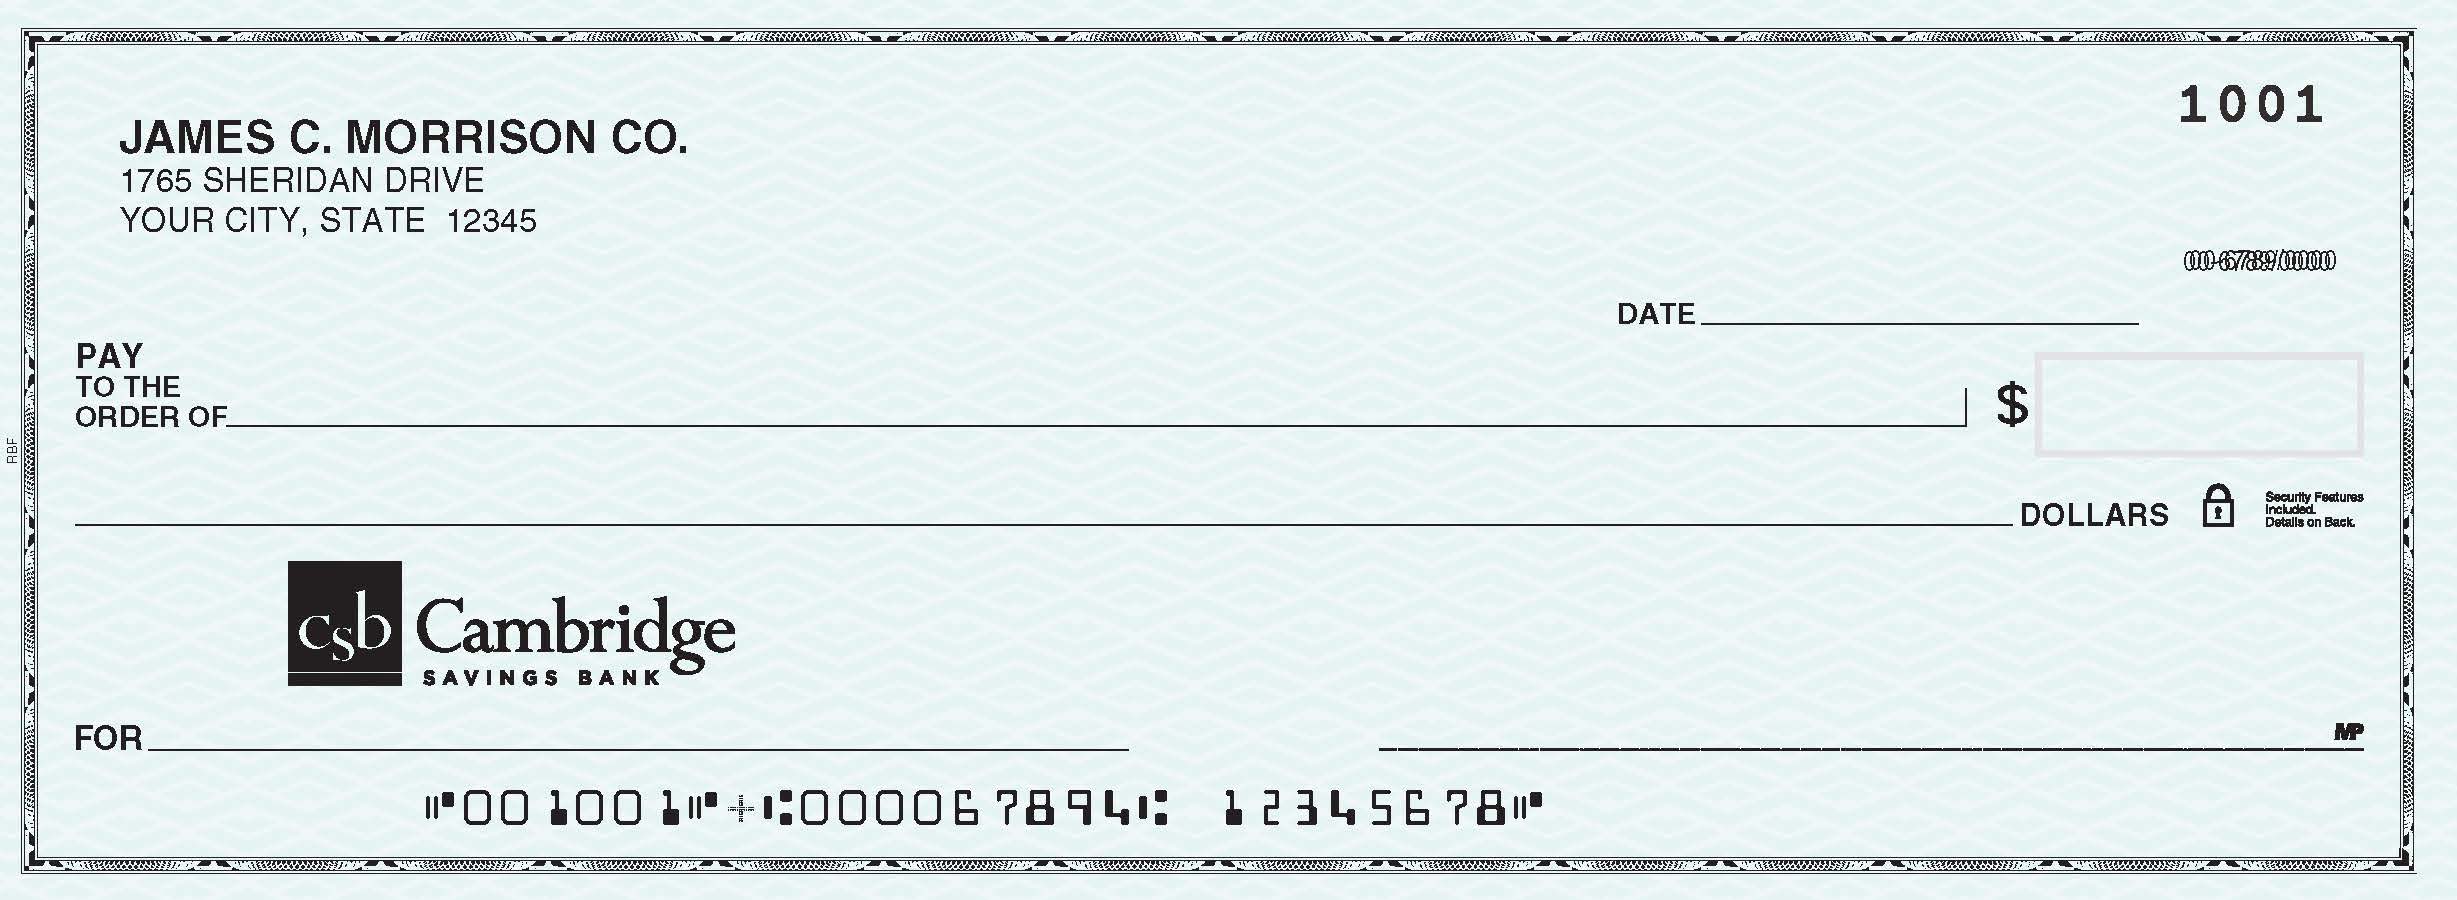 1001
JAMES C. MORRISON CO.
1765 SHERIDAN DRIVE
YOUR CITY, STATE 12345
00-6789/0000
DATE
PAY
TO THE
ORDER OF
$
RBF
DOLLARS
Security Features
Included.
Details on Back.
csb Cambridge
SAVINGS BANK
FOR
MP
⑈001001⑈ ⑆000067894⑆ 12345678⑈